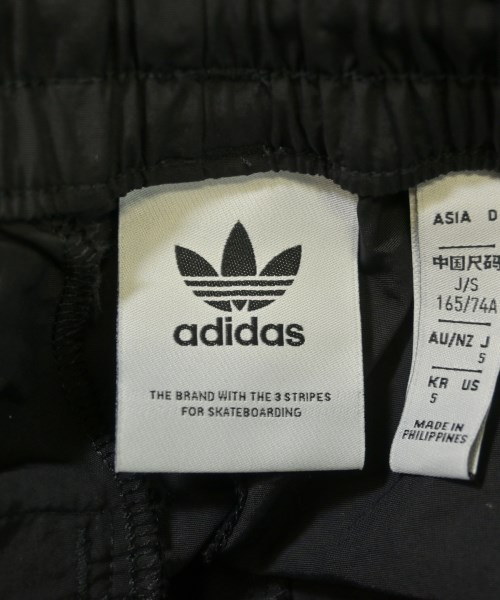 adidas
THE BRAND WITH THE 3 STRIPES
FOR SKATEBOARDING
ASIA D
中国尺码
J/S
165/74A
AU/NZ J
5
KR US
5
MADE IN
PHILIPPINES